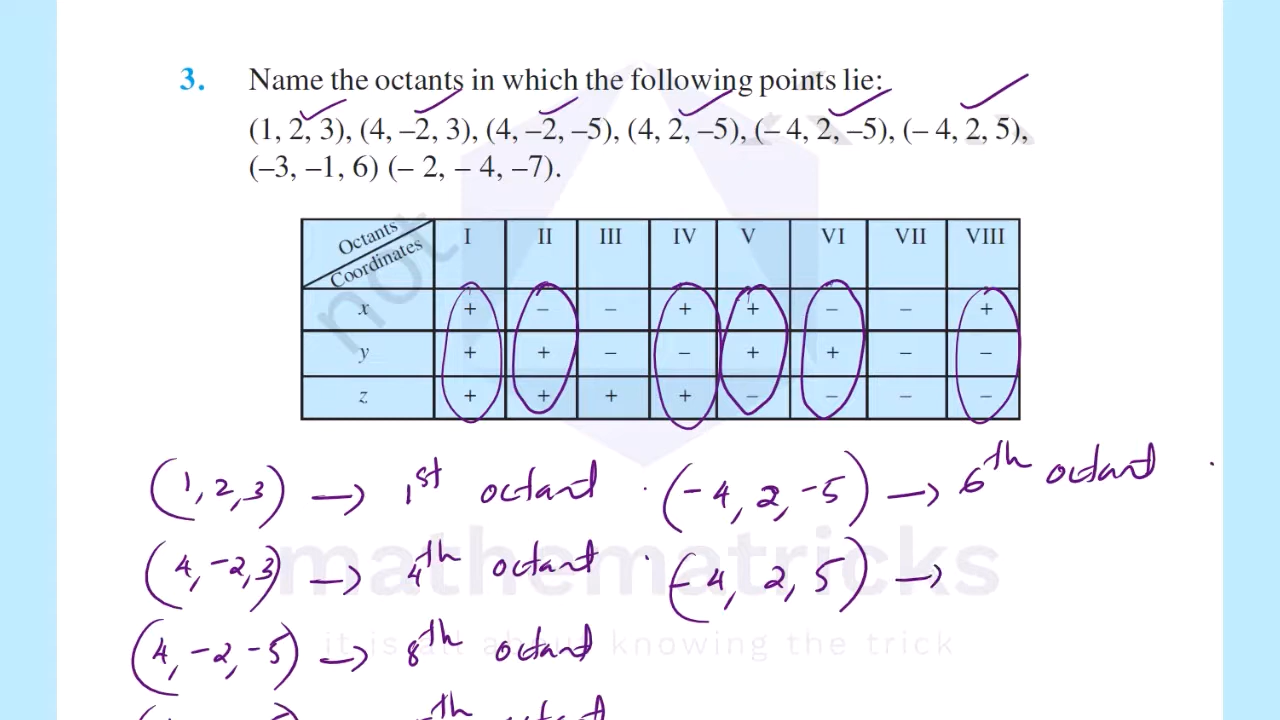 3. Name the octants in which the following points lie:
(1, 2, 3), (4, –2, 3), (4, –2, –5), (4, 2, –5), (– 4, 2, –5), (– 4, 2, 5),
(–3, –1, 6) (– 2, – 4, –7).
Octants I II III IV V VI VII VIII
Coordinates
x + – – + + – – +
y + + – – + + – –
z + + + + – – – –
not
(1, 2, 3) → 1st octant . (-4, 2, -5) → 6th octant .
(4, -2, 3) → 4th octant . (-4, 2, 5) →
mathematricks
(4, -2, -5) → 8th octant
it is all about knowing the trick
th octant